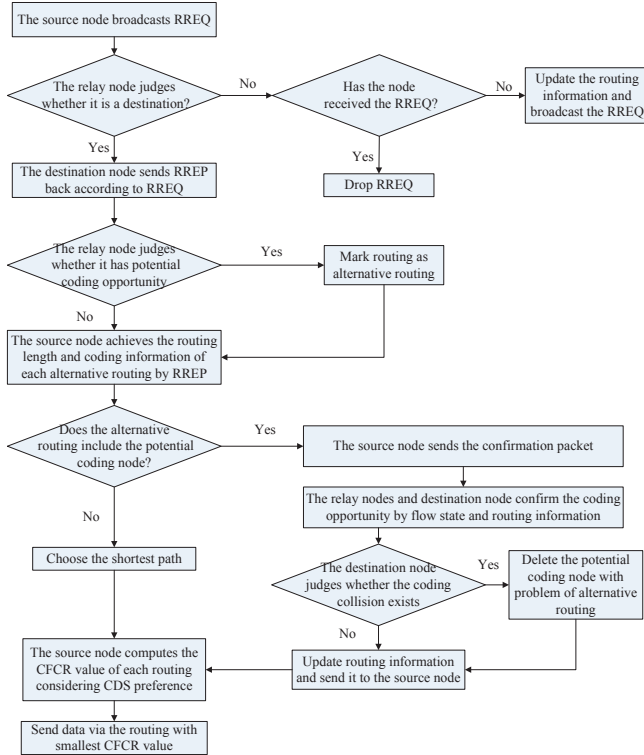 The source node broadcasts RREQ
The relay node judges
whether it is a destination?
No
Has the node
received the RREQ?
No
Update the routing
information and
broadcast the RREQ
Yes
Yes
The destination node sends RREP
back according to RREQ
Drop RREQ
The relay node judges
whether it has potential
coding opportunity
Yes
Mark routing as
alternative routing
No
The source node achieves the routing
length and coding information of
each alternative routing by RREP
Does the alternative
routing include the potential
coding node?
Yes
The source node sends the confirmation packet
The relay nodes and destination node confirm the coding
opportunity by flow state and routing information
No
Choose the shortest path
The destination node
judges whether the coding
collision exists
Yes
Delete the potential
coding node with
problem of alternative
routing
No
The source node computes the
CFCR value of each routing
considering CDS preference
Update routing information
and send it to the source node
Send data via the routing with
smallest CFCR value